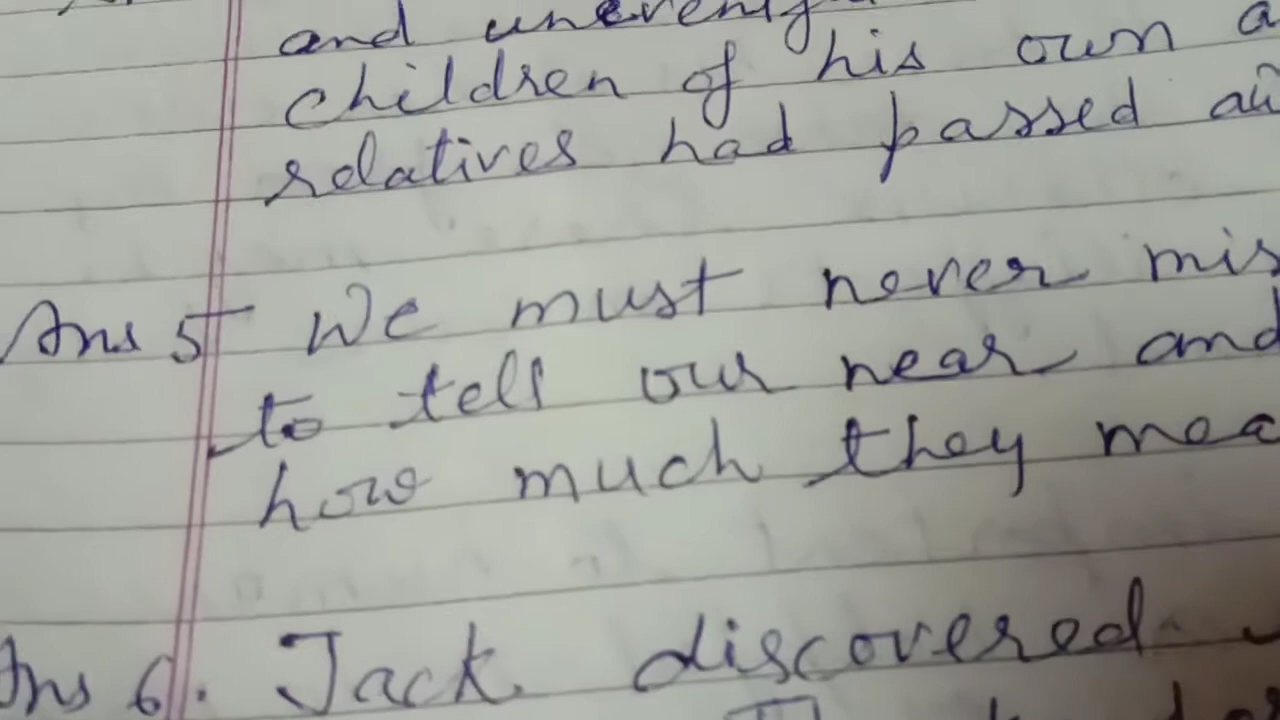 and
children of his own a
relatives had passed
Ans 5 We must never mis
to tell our near and
how much they mea
Ans 6. Jack discovered